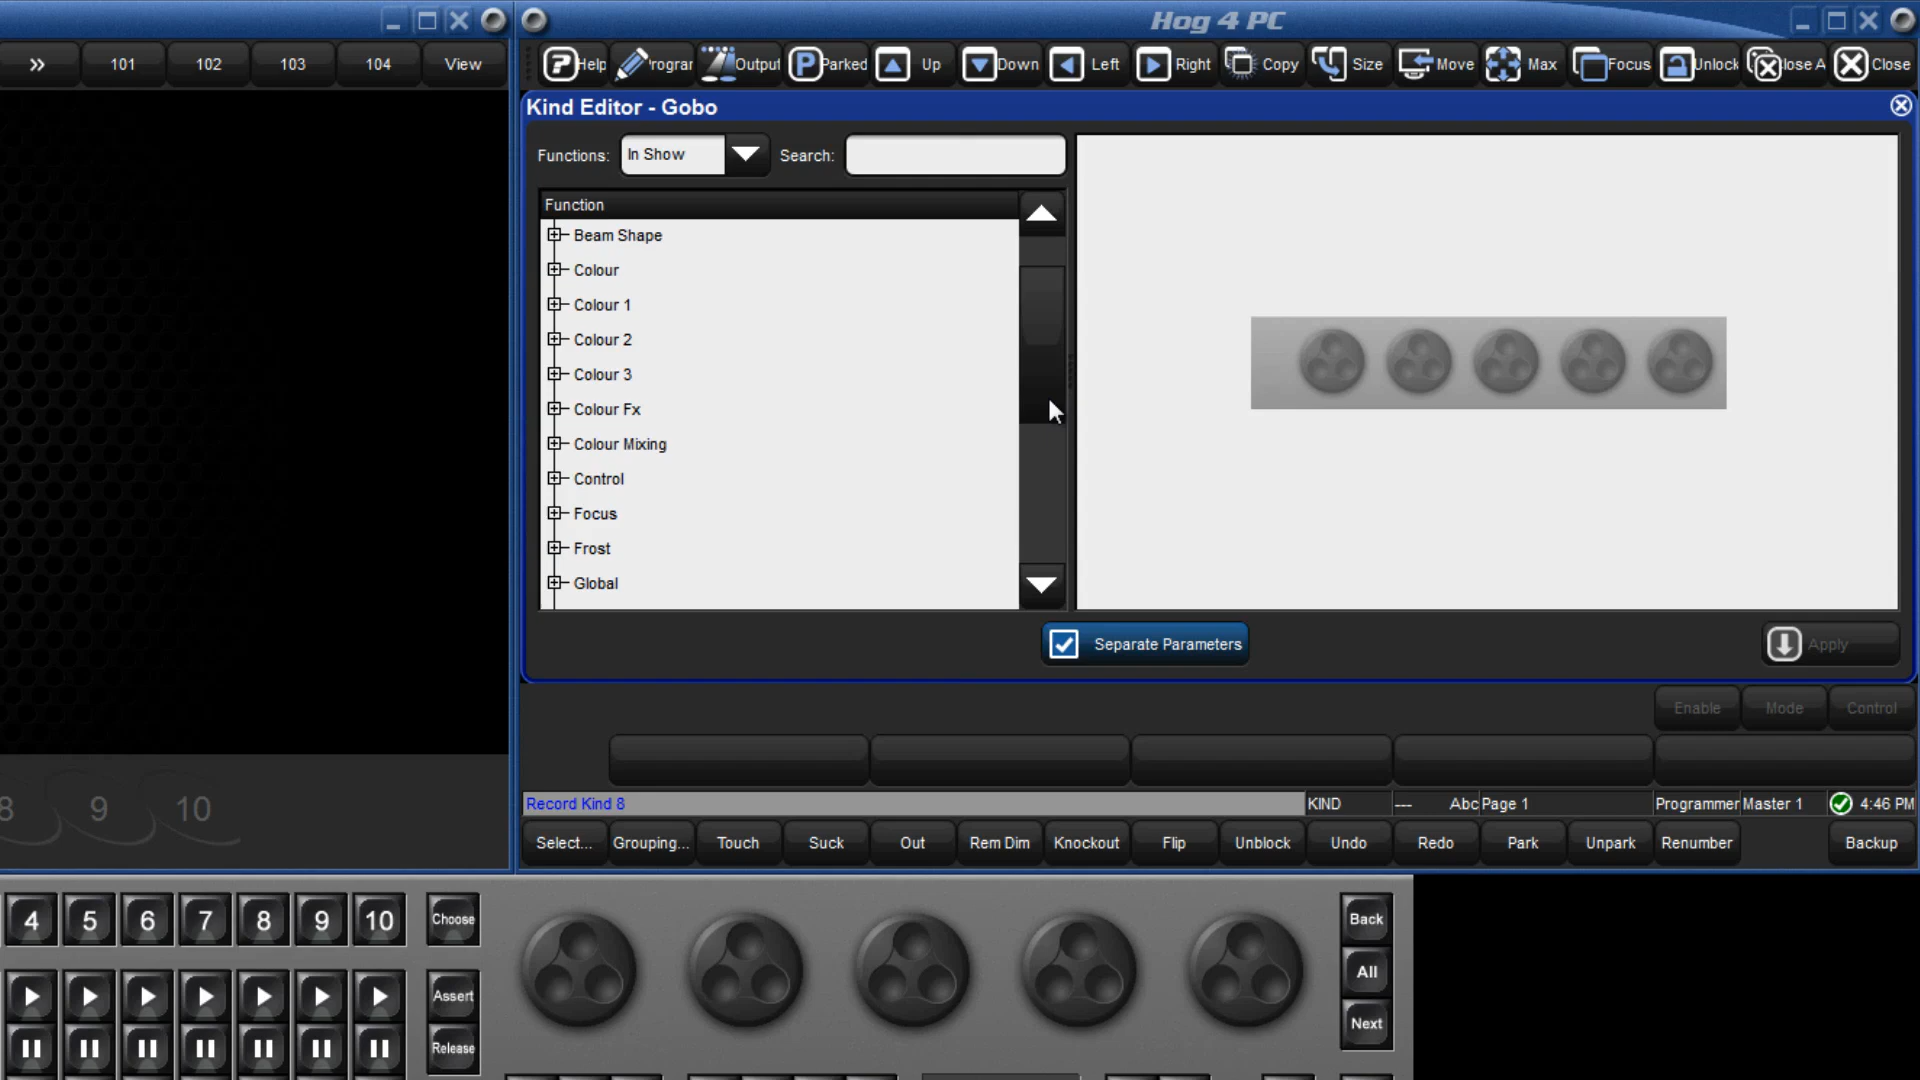 Hog 4 PC
101 102 103 104 View
Help Progran Output Parked Up Down Left Right Copy Size Move Max Focus Unlock lose A Close
Kind Editor - Gobo
Functions: In Show Search:
Function
Beam Shape
Colour
Colour 1
Colour 2
Colour 3
Colour Fx
Colour Mixing
Control
Focus
Frost
Global
Separate Parameters
Apply
Enable Mode Control
8 9 10
Record Kind 8 KIND --- Abc Page 1 Programmer Master 1 4:46 PM
Select... Grouping... Touch Suck Out Rem Dim Knockout Flip Unblock Undo Redo Park Unpark Renumber Backup
4 5 6 7 8 9 10 Choose
Back
All
Assert
Next
Release